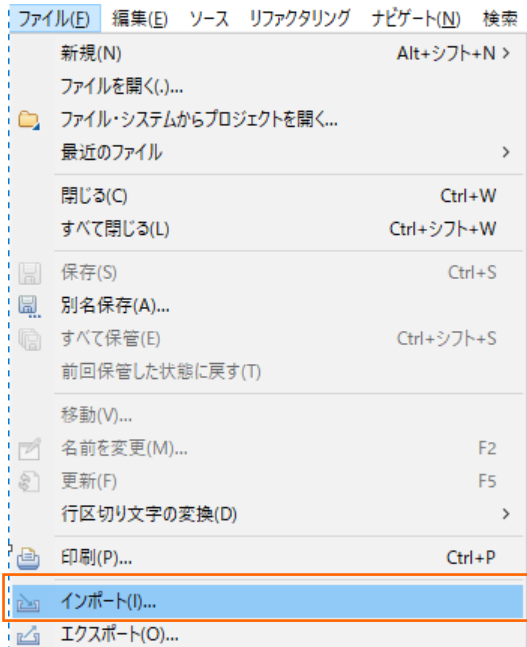 ファイル(F) 編集(E) ソース リファクタリング ナビゲート(N) 検索
新規(N) Alt+シフト+N >
ファイルを開く(.)...
ファイル・システムからプロジェクトを開く...
最近のファイル >
閉じる(C) Ctrl+W
すべて閉じる(L) Ctrl+シフト+W
保存(S) Ctrl+S
別名保存(A)...
すべて保管(E) Ctrl+シフト+S
前回保管した状態に戻す(T)
移動(V)...
名前を変更(M)... F2
更新(F) F5
行区切り文字の変換(D) >
印刷(P)... Ctrl+P
インポート(I)...
エクスポート(O)...